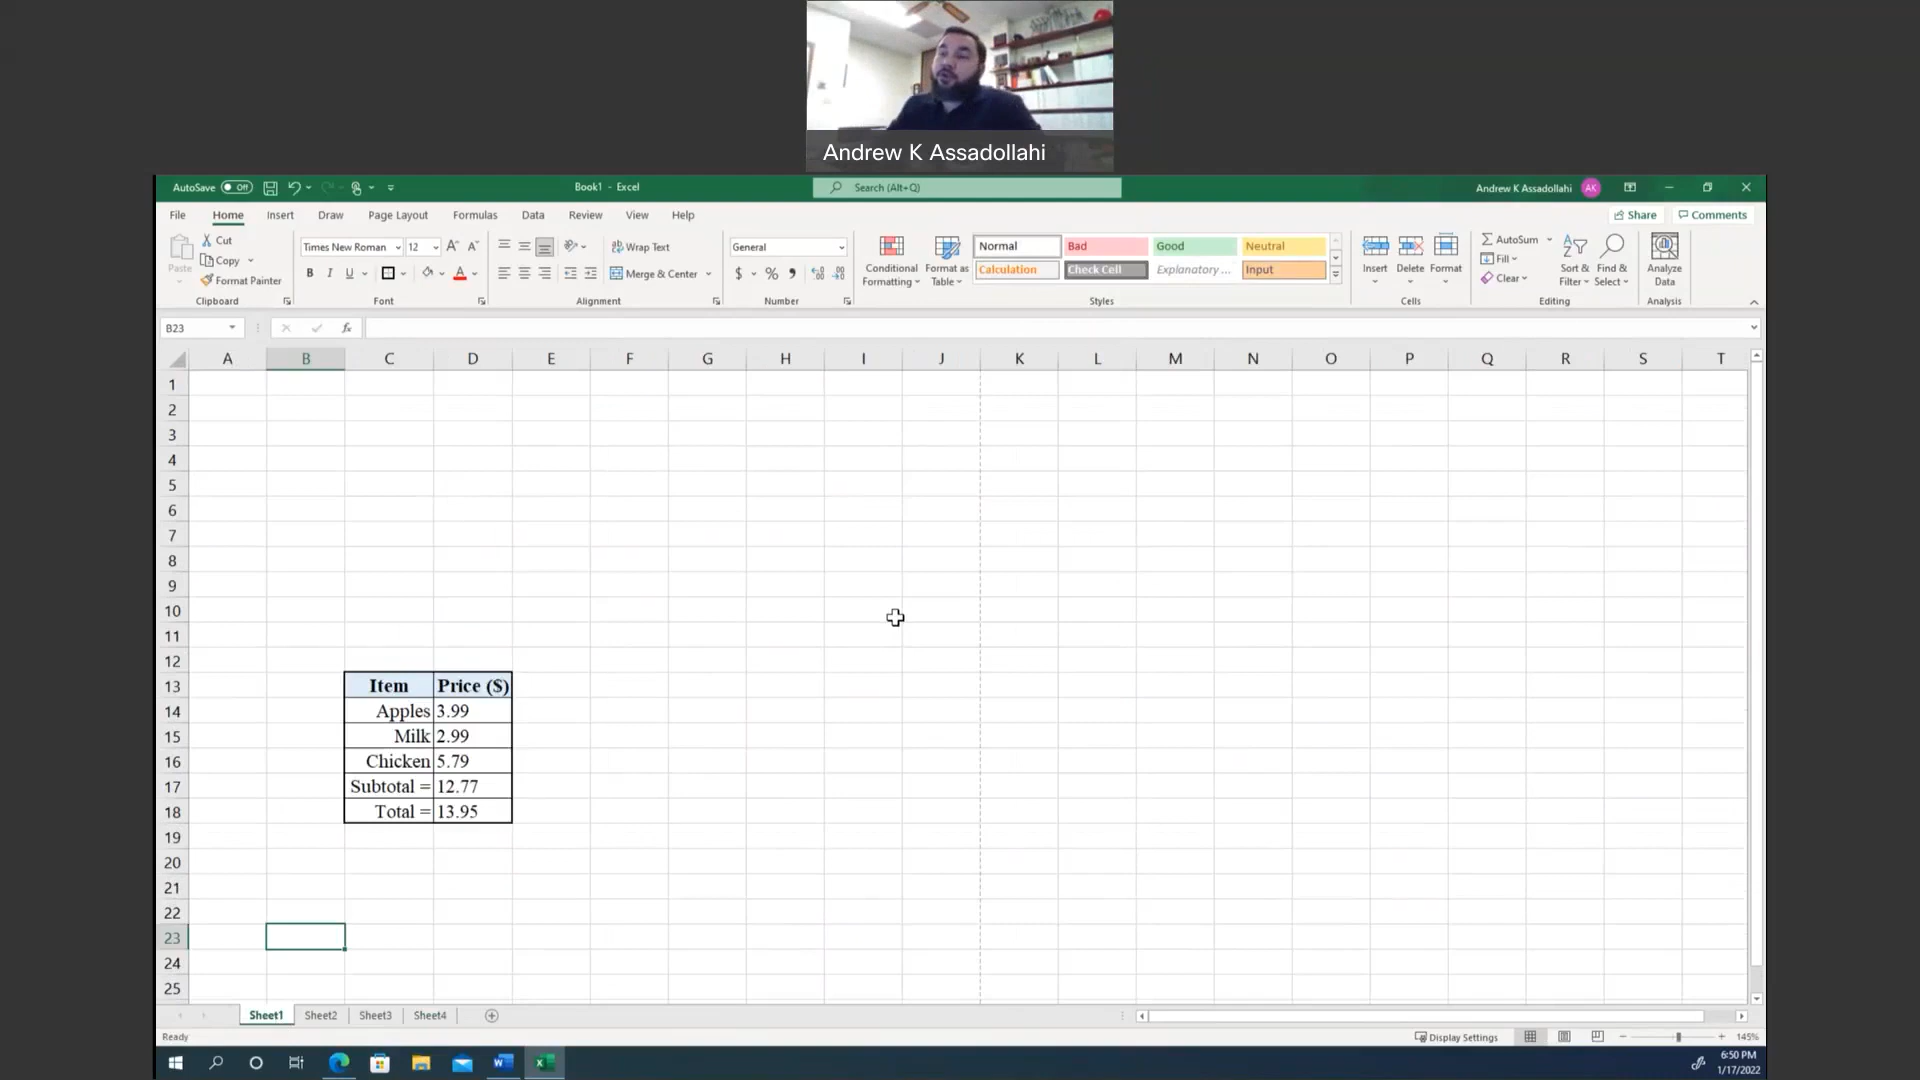 Andrew K Assadollahi
AutoSave Off
Book1 - Excel
Search (Alt+Q)
Andrew K Assadollahi AK
File Home Insert Draw Page Layout Formulas Data Review View Help
Share Comments
Paste
Cut
Copy
Format Painter
Clipboard
Times New Roman 12
B I U
Font
Wrap Text
Merge & Center
Alignment
General
$ % ,
Number
Conditional Formatting
Format as Table
Normal Bad Good Neutral
Calculation Check Cell Explanatory ... Input
Styles
Insert Delete Format
Cells
AutoSum
Fill
Clear
Sort & Filter
Find & Select
Editing
Analyze Data
Analysis
B23
fx
A B C D E F G H I J K L M N O P Q R S T
1
2
3
4
5
6
7
8
9
10
11
12
13 Item Price ($)
14 Apples 3.99
15 Milk 2.99
16 Chicken 5.79
17 Subtotal = 12.77
18 Total = 13.95
19
20
21
22
23
24
25
Sheet1 Sheet2 Sheet3 Sheet4
Ready
Display Settings
145%
6:50 PM
1/17/2022